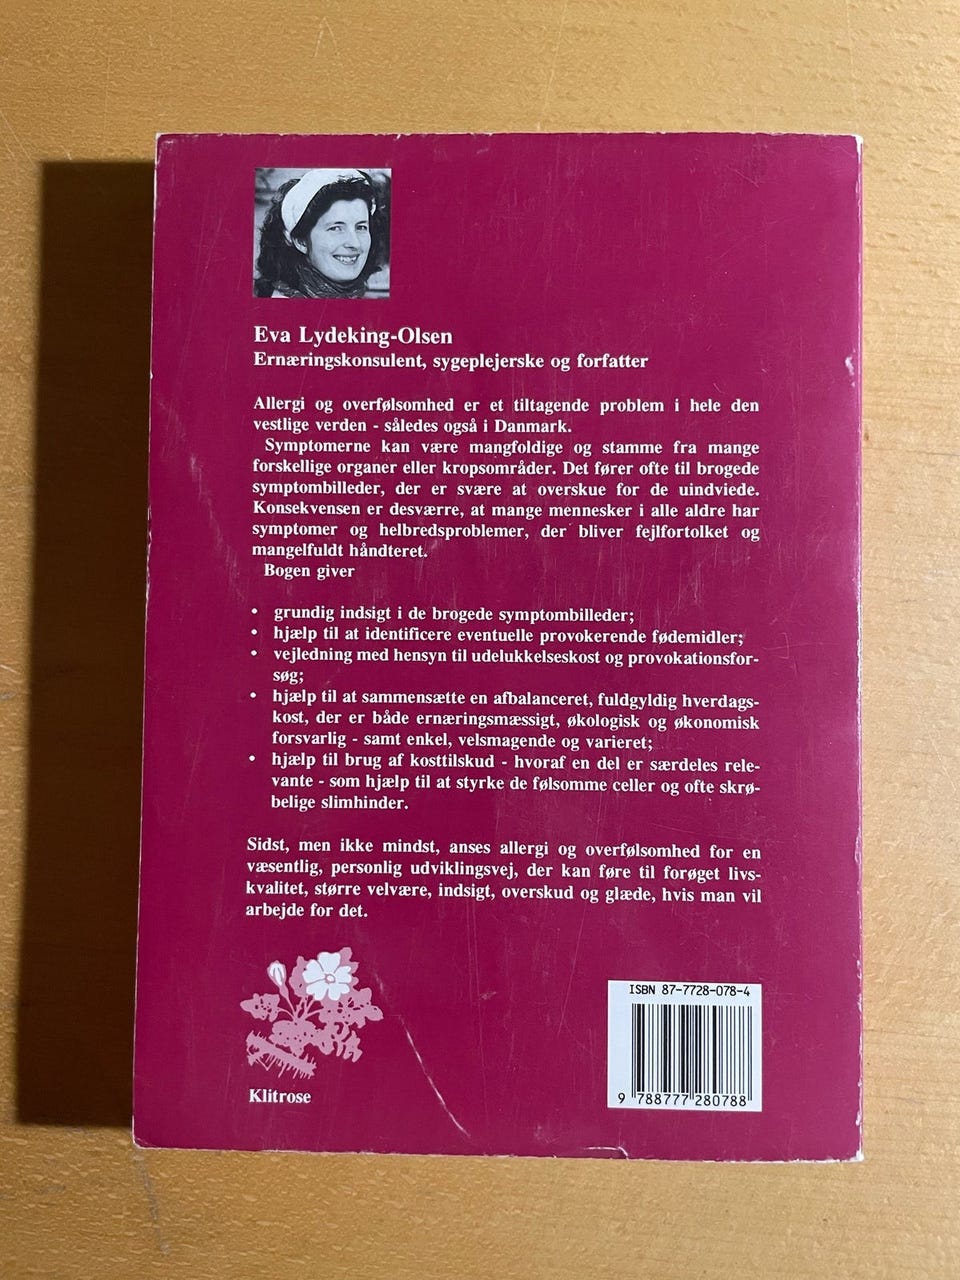 Eva Lydeking-Olsen
Ernæringskonsulent, sygeplejerske og forfatter
Allergi og overfølsomhed er et tiltagende problem i hele den
vestlige verden - således også i Danmark.
Symptomerne kan være mangfoldige og stamme fra mange
forskellige organer eller kropsområder. Det fører ofte til brogede
symptombilleder, der er svære at overskue for de uindviede.
Konsekvensen er desværre, at mange mennesker i alle aldre har
symptomer og helbredsproblemer, der bliver fejlfortolket og
mangelfuldt håndteret.
Bogen giver
• grundig indsigt i de brogede symptombilleder;
• hjælp til at identificere eventuelle provokerende fødemidler;
• vejledning med hensyn til udelukkelseskost og provokationsfor-
søg;
• hjælp til at sammensætte en afbalanceret, fuldgyldig hverdags-
kost, der er både ernæringsmæssigt, økologisk og økonomisk
forsvarlig - samt enkel, velsmagende og varieret;
• hjælp til brug af kosttilskud - hvoraf en del er særdeles rele-
vante - som hjælp til at styrke de følsomme celler og ofte skrø-
belige slimhinder.
Sidst, men ikke mindst, anses allergi og overfølsomhed for en
væsentlig, personlig udviklingsvej, der kan føre til forøget livs-
kvalitet, større velvære, indsigt, overskud og glæde, hvis man vil
arbejde for det.
Klitrose
ISBN 87-7728-078-4
9 788777 280788